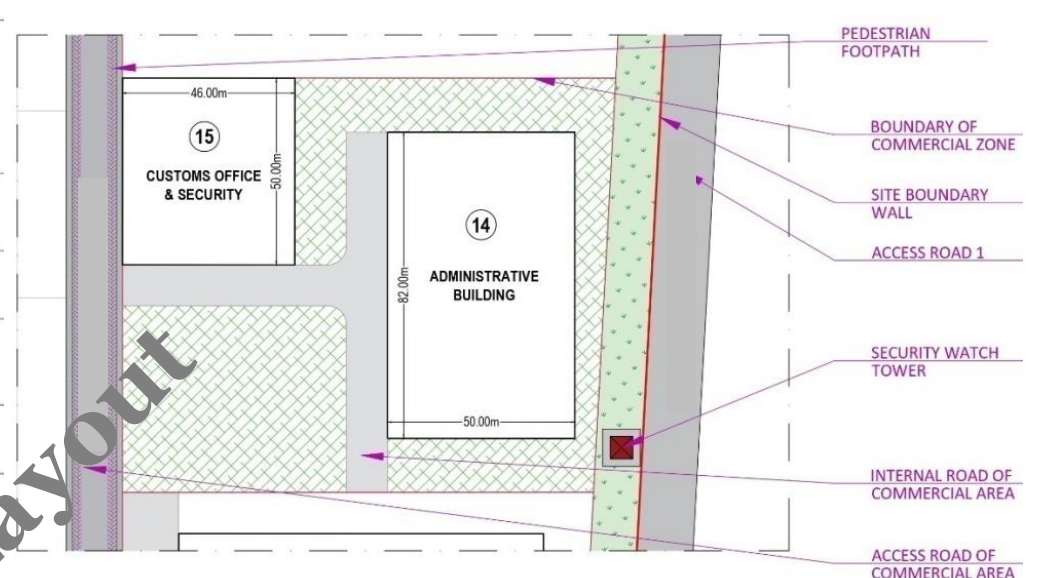 PEDESTRIAN
FOOTPATH
46.00m
15
CUSTOMS OFFICE
& SECURITY
50.00m
BOUNDARY OF
COMMERCIAL ZONE
SITE BOUNDARY
WALL
14
ADMINISTRATIVE
BUILDING
82.00m
50.00m
ACCESS ROAD 1
SECURITY WATCH
TOWER
INTERNAL ROAD OF
COMMERCIAL AREA
ACCESS ROAD OF
COMMERCIAL AREA
layout